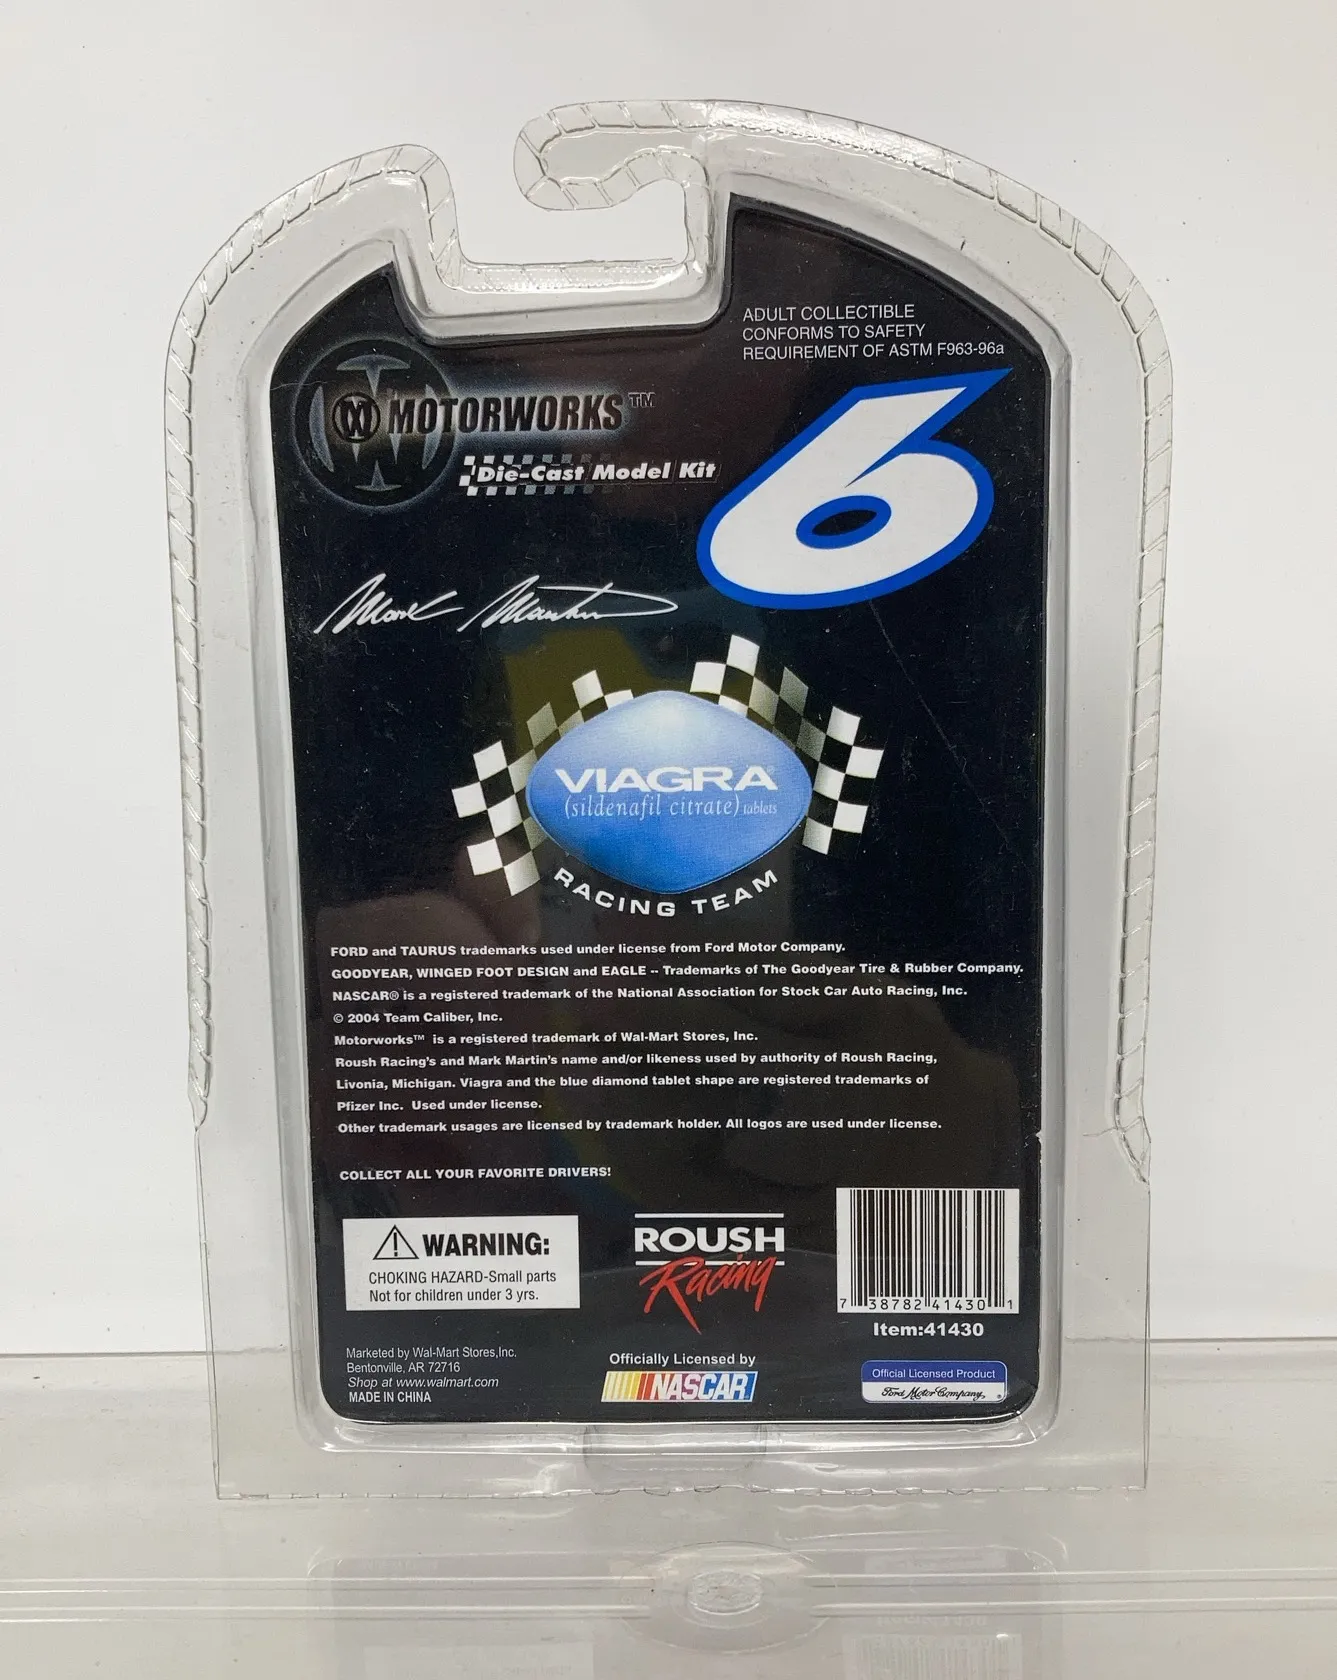 ADULT COLLECTIBLE
CONFORMS TO SAFETY
REQUIREMENT OF ASTM F963-96a
MOTORWORKS™
Die-Cast Model Kit
6
Mark Martin
VIAGRA
(sildenafil citrate) tablets
RACING TEAM
FORD and TAURUS trademarks used under license from Ford Motor Company.
GOODYEAR, WINGED FOOT DESIGN and EAGLE -- Trademarks of The Goodyear Tire & Rubber Company.
NASCAR® is a registered trademark of the National Association for Stock Car Auto Racing, Inc.
© 2004 Team Caliber, Inc.
Motorworks™ is a registered trademark of Wal-Mart Stores, Inc.
Roush Racing's and Mark Martin's name and/or likeness used by authority of Roush Racing,
Livonia, Michigan. Viagra and the blue diamond tablet shape are registered trademarks of
Pfizer Inc. Used under license.
Other trademark usages are licensed by trademark holder. All logos are used under license.
COLLECT ALL YOUR FAVORITE DRIVERS!
WARNING:
CHOKING HAZARD-Small parts
Not for children under 3 yrs.
ROUSH
Racing
7 38782 41430 1
Item:41430
Marketed by Wal-Mart Stores,Inc.
Bentonville, AR 72716
Shop at www.walmart.com
MADE IN CHINA
Officially Licensed by
NASCAR
Official Licensed Product
Ford Motor Company,®